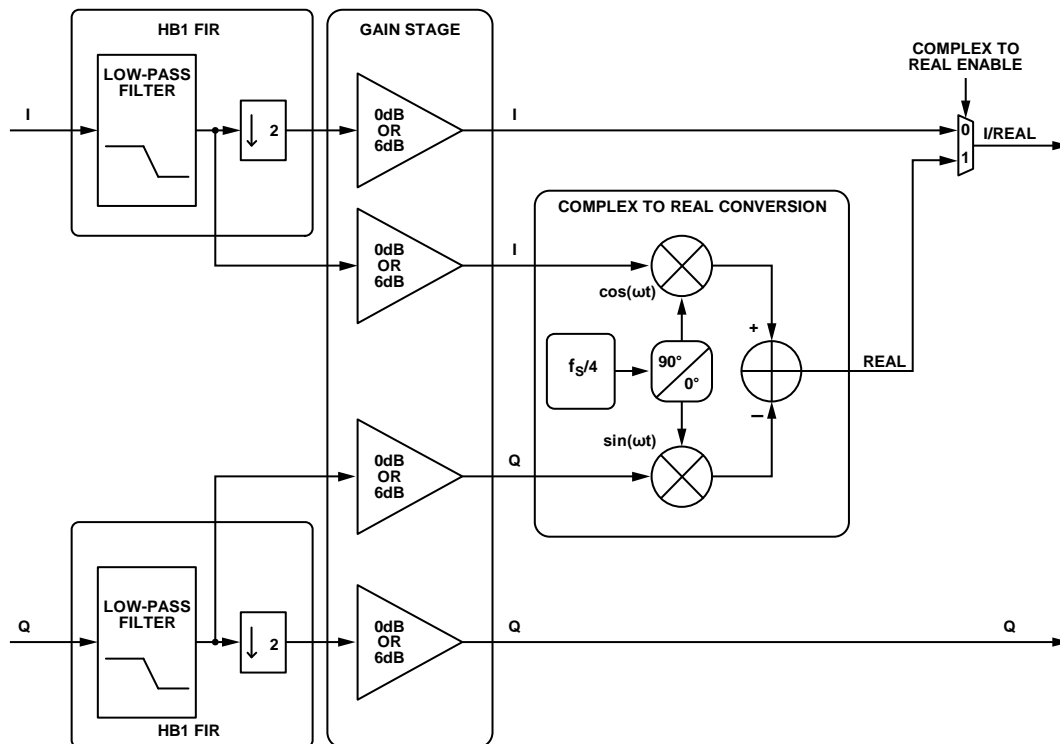 HB1 FIR
LOW-PASS
FILTER
I
2
GAIN STAGE
0dB
OR
6dB
I
COMPLEX TO
REAL ENABLE
0
1
I/REAL
0dB
OR
6dB
I
COMPLEX TO REAL CONVERSION
cos(ωt)
fS/4
90°
0°
+
–
REAL
sin(ωt)
0dB
OR
6dB
Q
LOW-PASS
FILTER
Q
2
HB1 FIR
0dB
OR
6dB
Q
Q